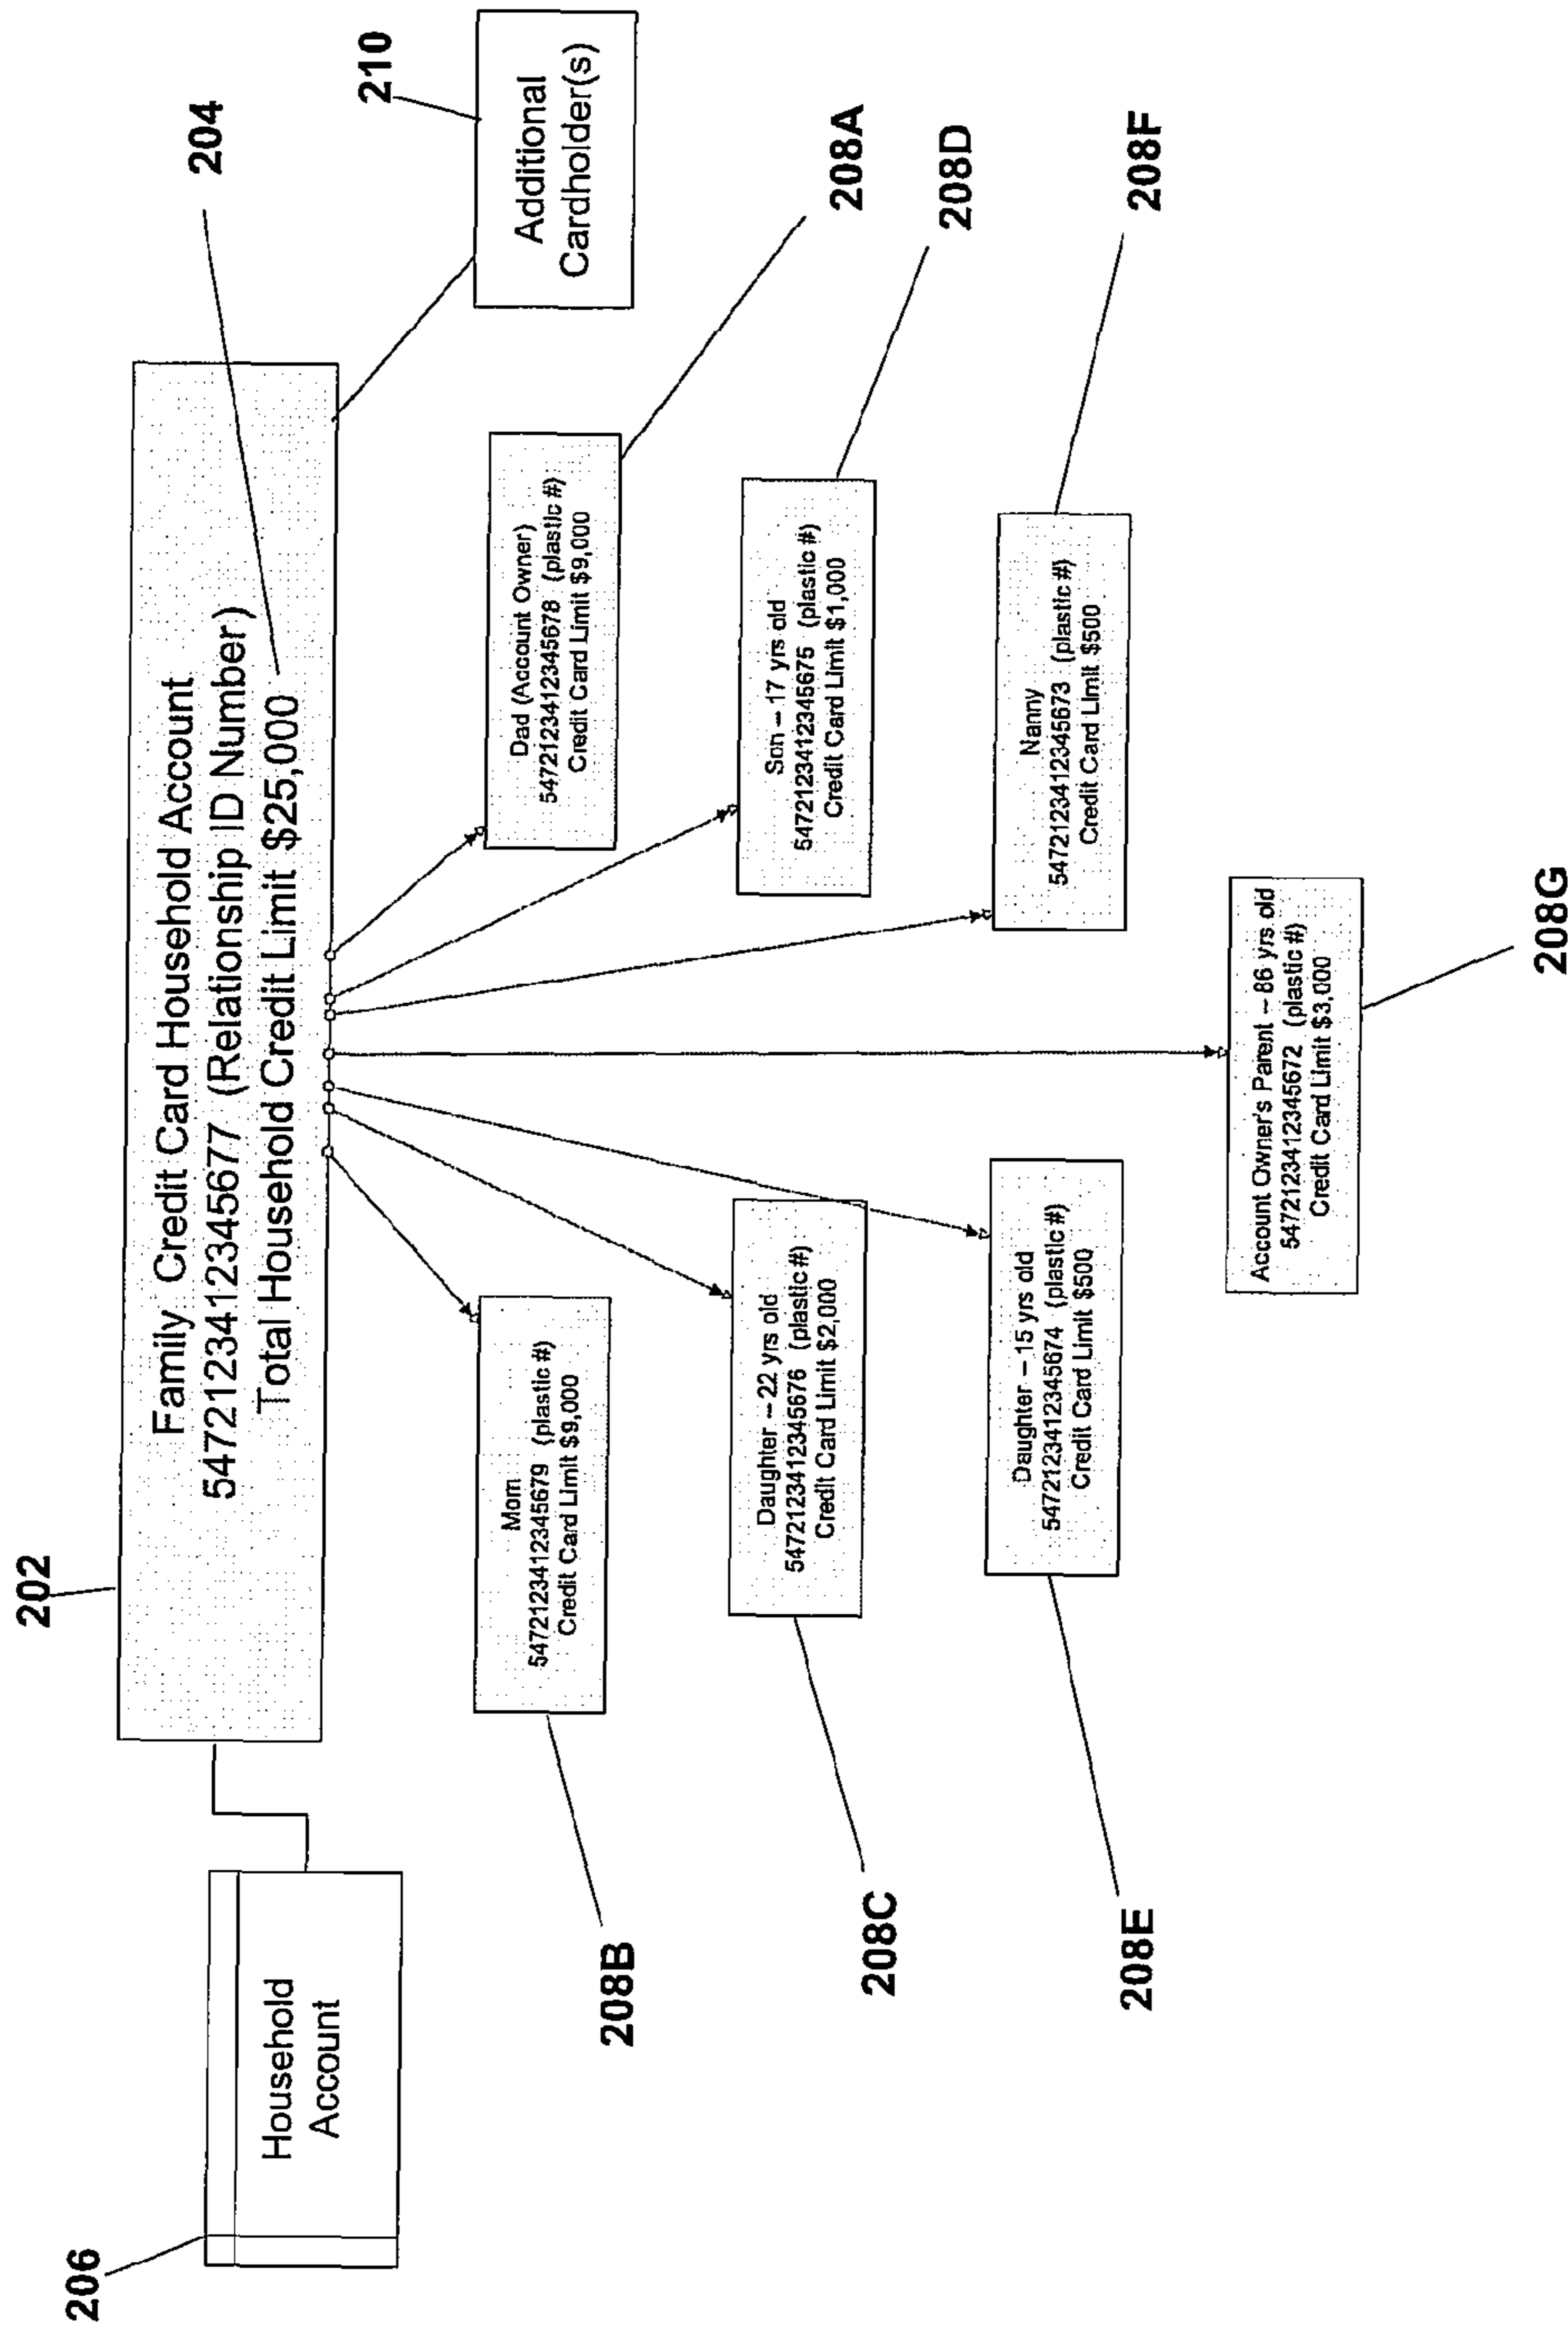 202
204
Family Credit Card Household Account
5472123412345677 (Relationship ID Number)
Total Household Credit Limit $25,000
206
Household
Account
210
Additional
Cardholder(s)
Mom
5472123412345679 (plastic #)
Credit Card Limit $9,000
208B
Dad (Account Owner)
5472123412345678 (plastic #)
Credit Card Limit $9,000
208A
Daughter – 22 yrs old
5472123412345676 (plastic #)
Credit Card Limit $2,000
208C
Son – 17 yrs old
5472123412345675 (plastic #)
Credit Card Limit $1,000
208D
Daughter – 15 yrs old
5472123412345674 (plastic #)
Credit Card Limit $500
208E
Nanny
5472123412345673 (plastic #)
Credit Card Limit $500
208F
Account Owner's Parent – 86 yrs old
5472123412345672 (plastic #)
Credit Card Limit $3,000
208G